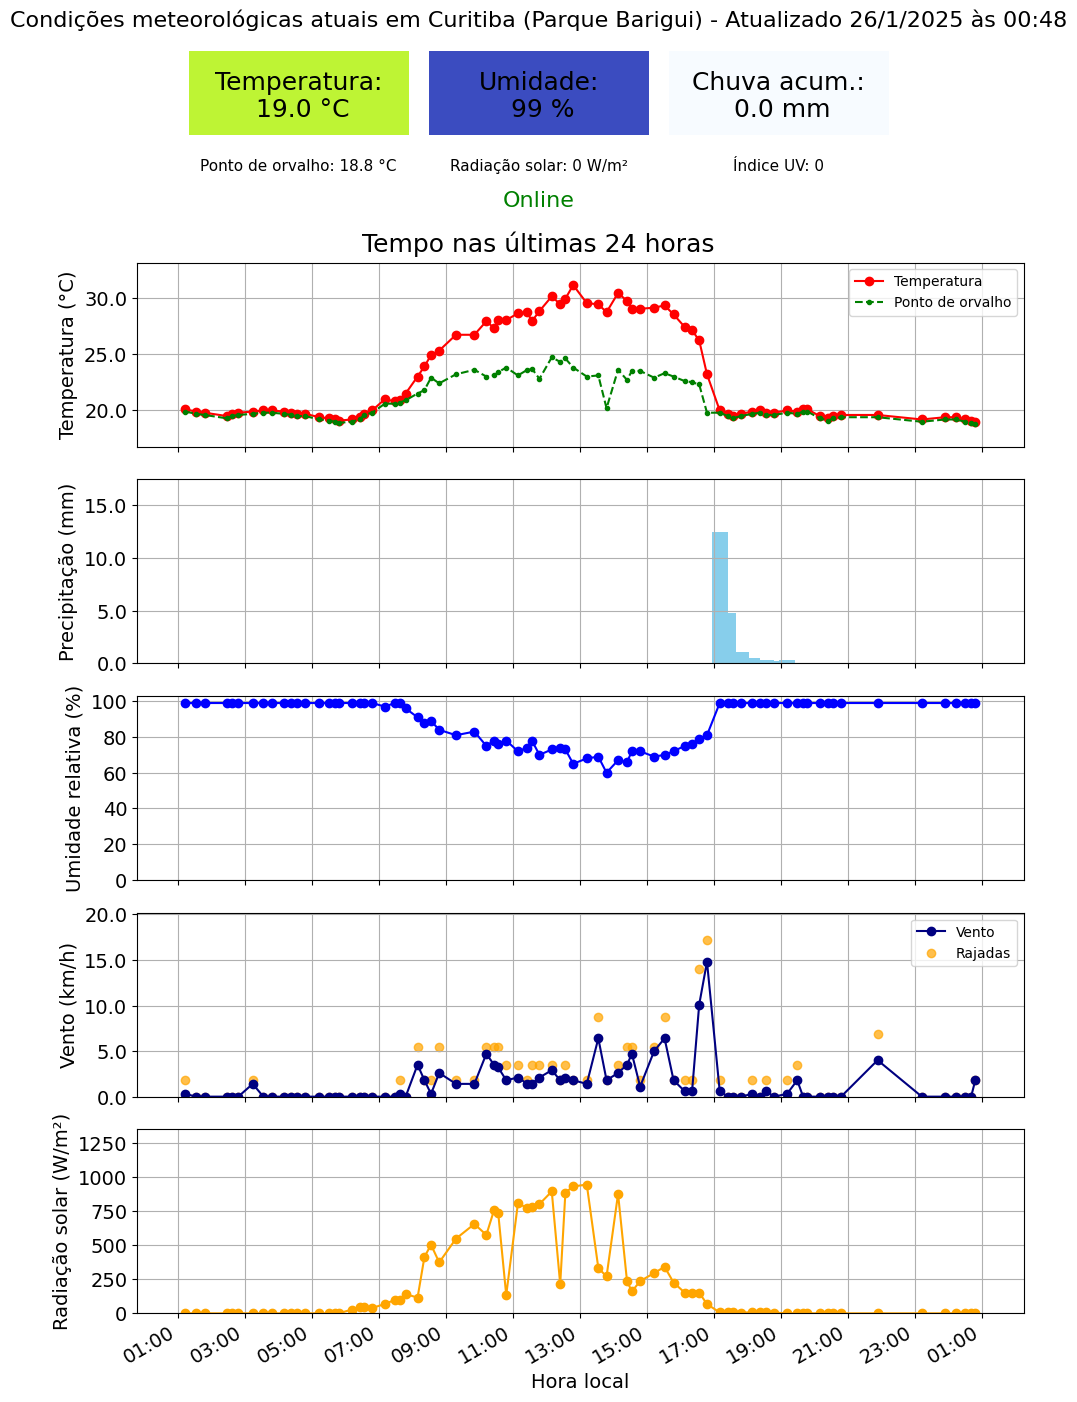 Condições meteorológicas atuais em Curitiba (Parque Barigui) - Atualizado 26/1/2025 às 00:48
Temperatura:
19.0 °C
Umidade:
99 %
Chuva acum.:
0.0 mm
Ponto de orvalho: 18.8 °C
Radiação solar: 0 W/m²
Índice UV: 0
Online
Tempo nas últimas 24 horas
Temperatura (°C)
30.0
25.0
20.0
Temperatura
Ponto de orvalho
Precipitação (mm)
15.0
10.0
5.0
0.0
Umidade relativa (%)
100
80
60
40
20
0
Vento (km/h)
20.0
15.0
10.0
5.0
0.0
Vento
Rajadas
Radiação solar (W/m²)
1250
1000
750
500
250
0
01:00
03:00
05:00
07:00
09:00
11:00
13:00
15:00
17:00
19:00
21:00
23:00
01:00
Hora local